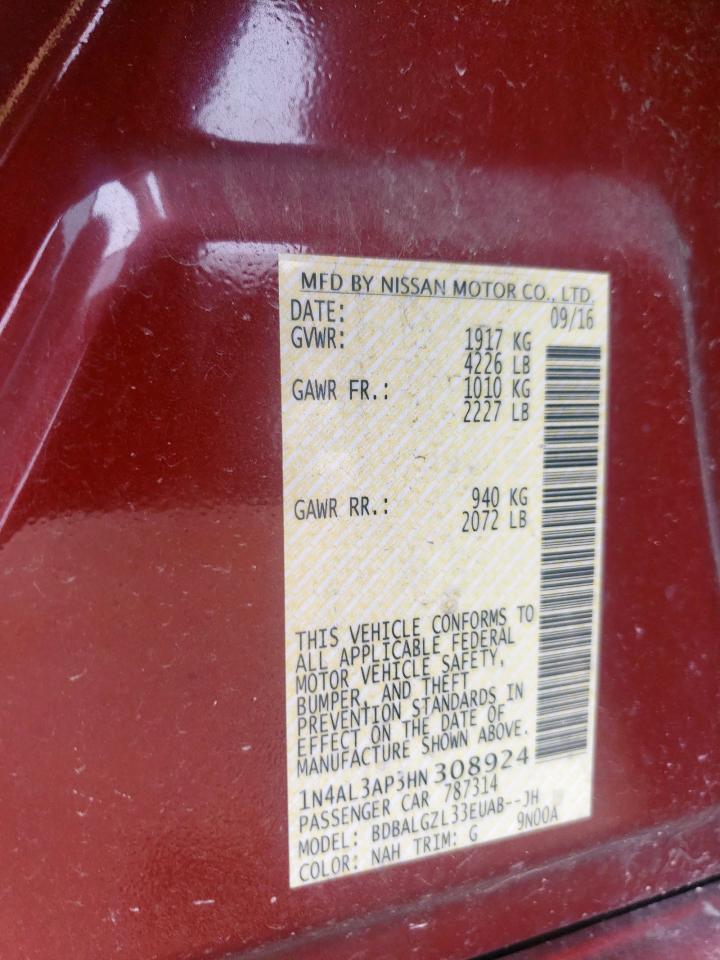 MFD BY NISSAN MOTOR CO., LTD.
DATE: 09/16
GVWR: 1917 KG
4226 LB
GAWR FR.: 1010 KG
2227 LB
GAWR RR.: 940 KG
2072 LB
THIS VEHICLE CONFORMS TO
ALL APPLICABLE FEDERAL
MOTOR VEHICLE SAFETY,
BUMPER, AND THEFT
PREVENTION STANDARDS IN
EFFECT ON THE DATE OF
MANUFACTURE SHOWN ABOVE.
1N4AL3AP3HN308924
PASSENGER CAR 787314
MODEL: BDBALGZL33EUAB--JH
COLOR: NAH TRIM: G 9N00A